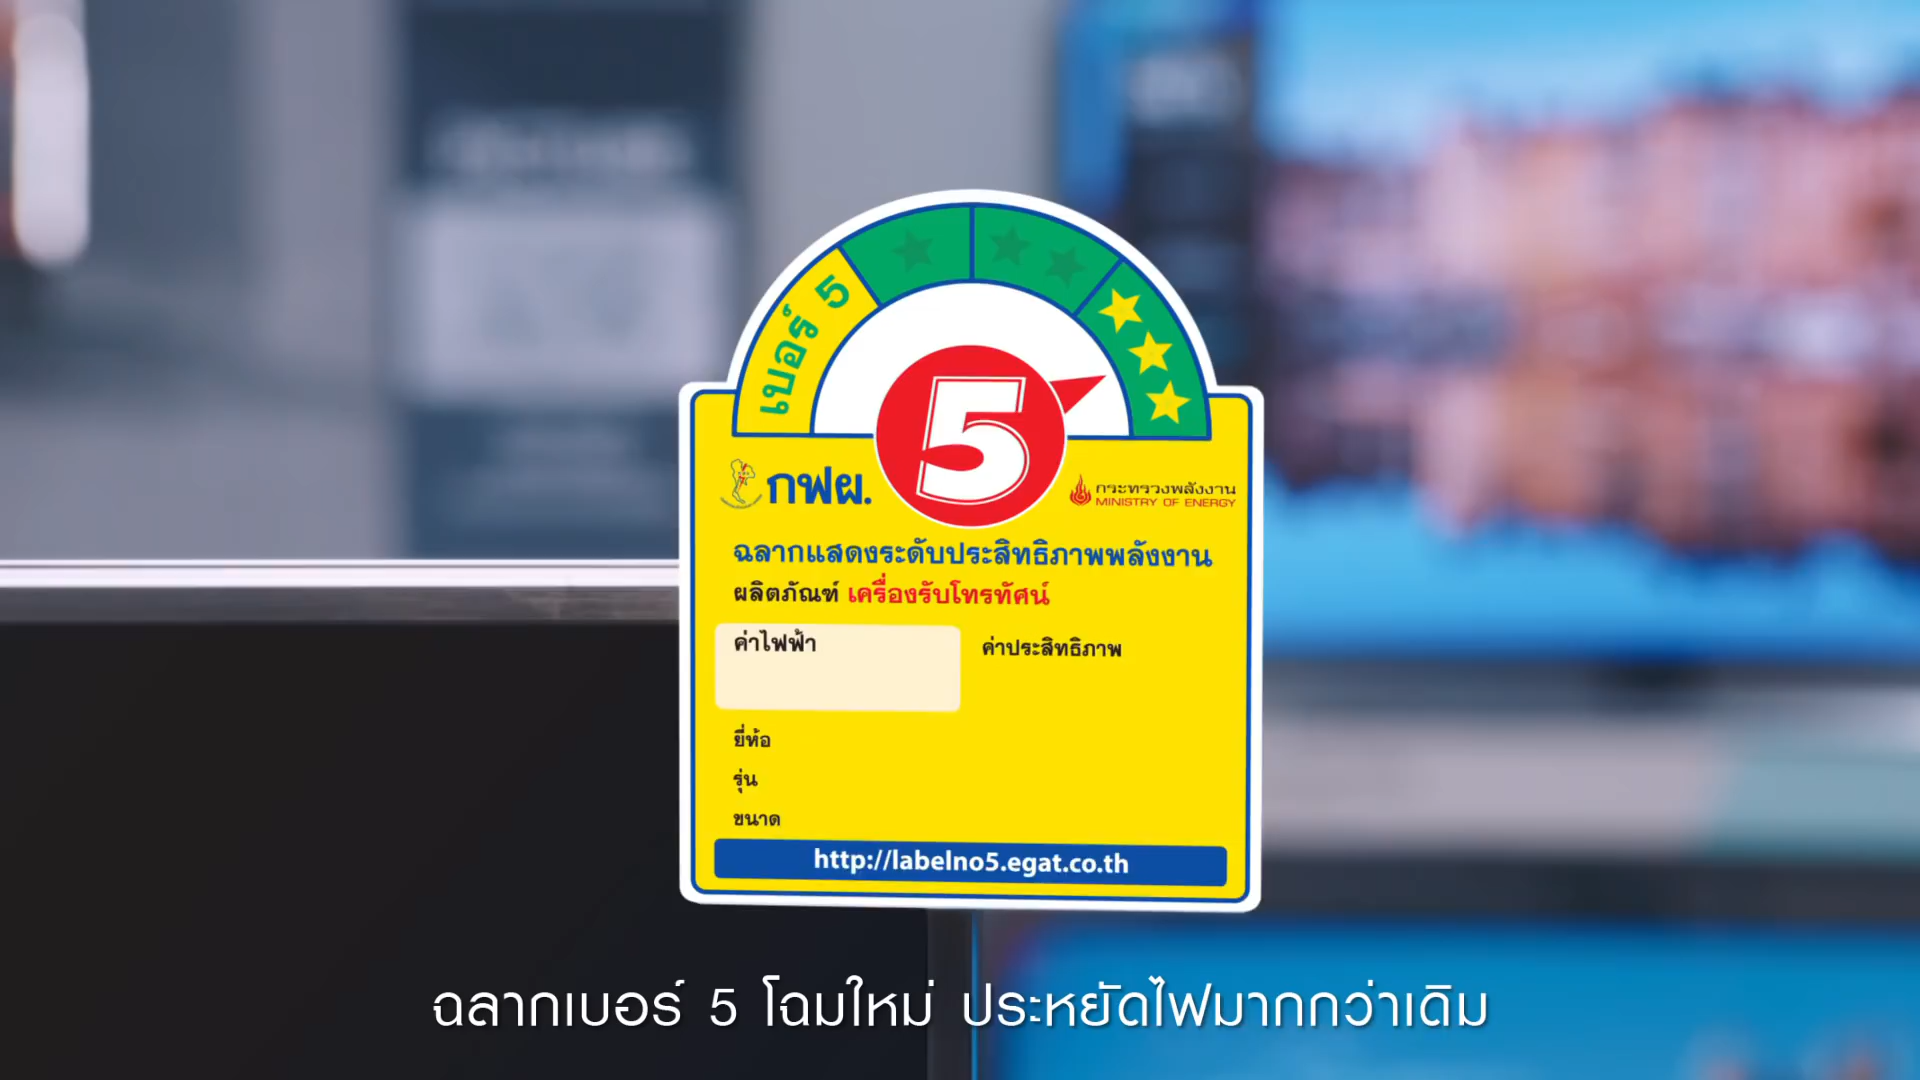 เบอร์ 5
5
กฟผ.
กระทรวงพลังงาน
MINISTRY OF ENERGY
ฉลากแสดงระดับประสิทธิภาพพลังงาน
ผลิตภัณฑ์ เครื่องรับโทรทัศน์
ค่าไฟฟ้า
ค่าประสิทธิภาพ
ยี่ห้อ
รุ่น
ขนาด
http://labelno5.egat.co.th
ฉลากเบอร์ 5 โฉมใหม่ ประหยัดไฟมากกว่าเดิม